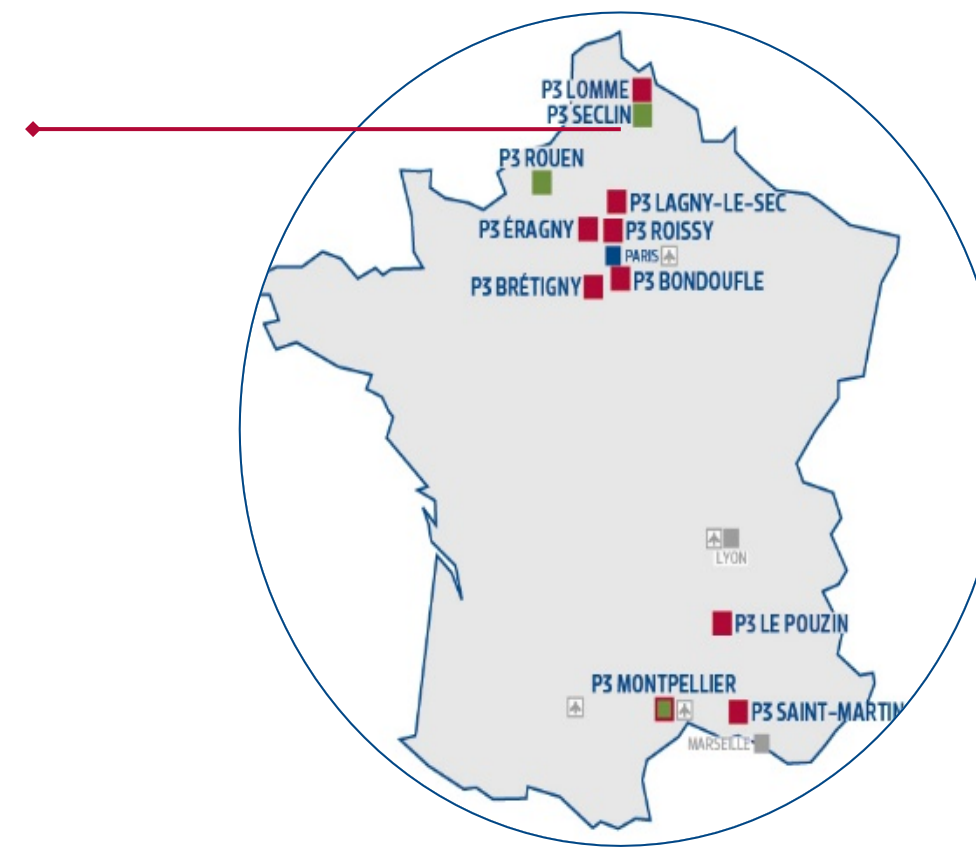 P3 LOMME
P3 SECLIN
P3 ROUEN
P3 LAGNY-LE-SEC
P3 ÉRAGNY
P3 ROISSY
PARIS
P3 BRÉTIGNY
P3 BONDOUFLE
LYON
P3 LE POUZIN
P3 MONTPELLIER
P3 SAINT-MARTIN
MARSEILLE